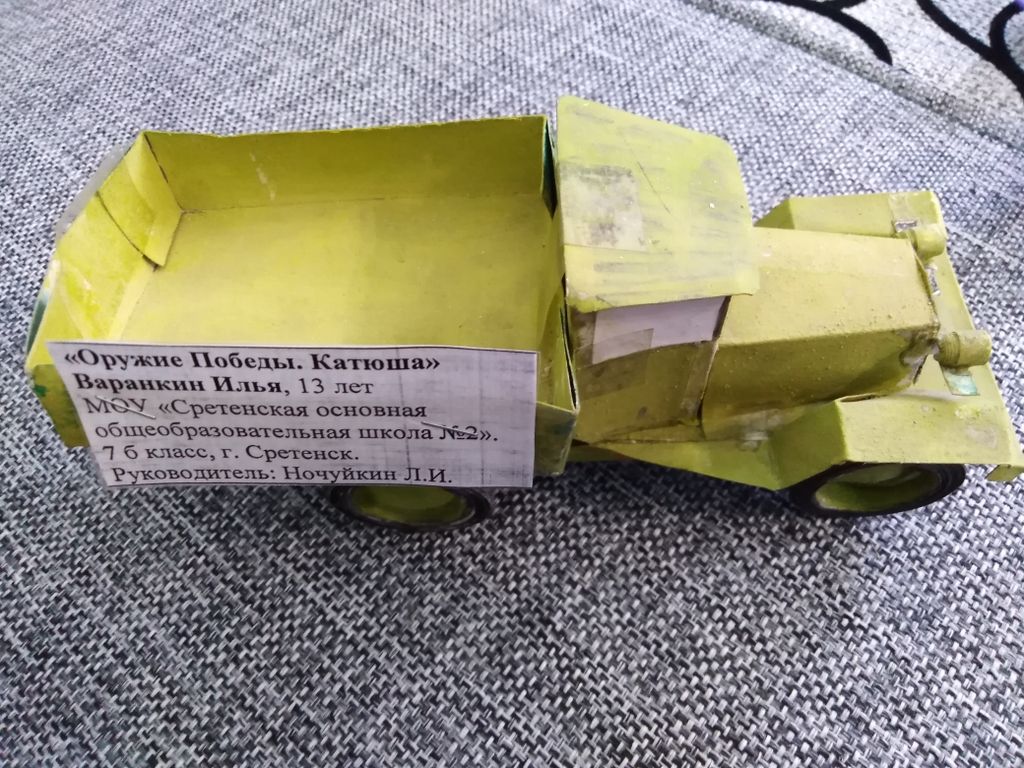 «Оружие Победы. Катюша»
Варанкин Илья, 13 лет
МОУ «Сретенская основная
общеобразовательная школа №2».
7 б класс, г. Сретенск.
Руководитель: Ночуйкин Л.И.